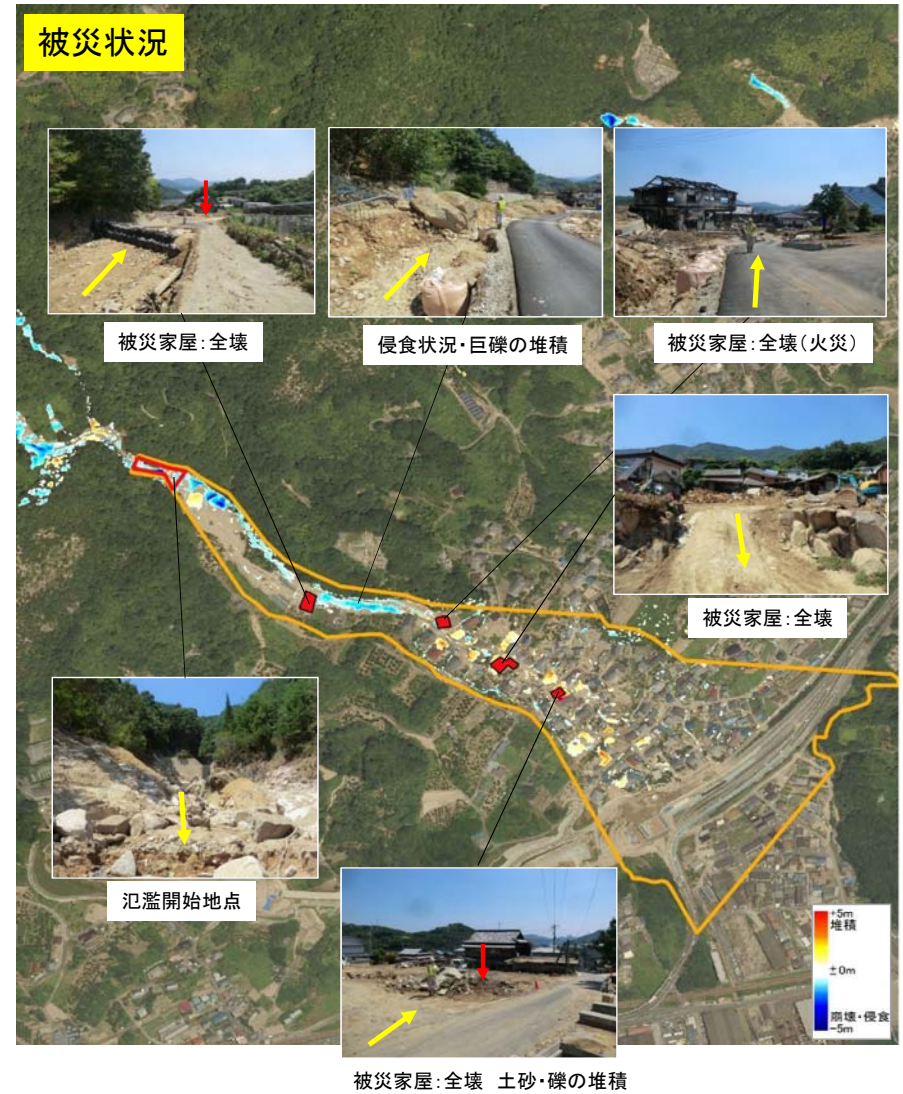 被災状況
被災家屋:全壊
侵食状況・巨礫の堆積
被災家屋:全壊(火災)
被災家屋:全壊
氾濫開始地点
+5m
堆積
±0m
崩壊・侵食
-5m
被災家屋:全壊 土砂・礫の堆積